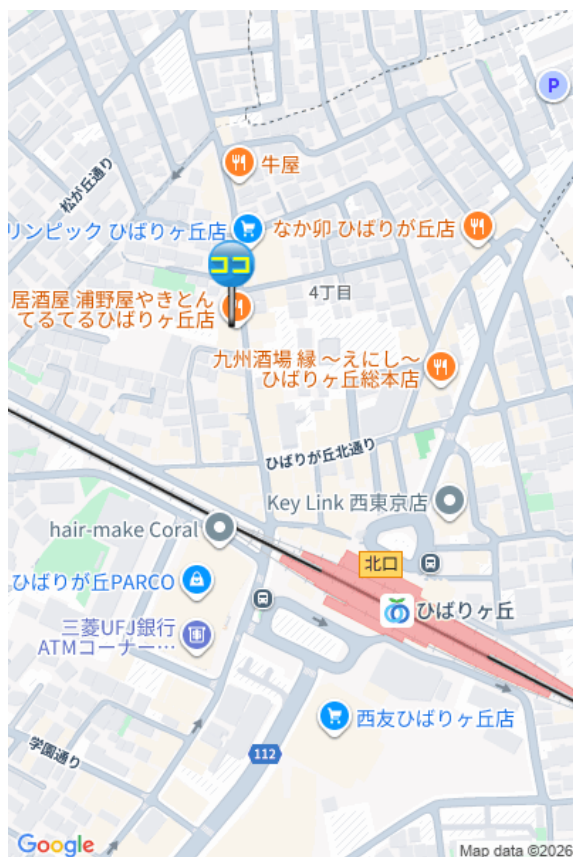 松が丘通り
牛屋
リンピック ひばりヶ丘店
なか卯 ひばりが丘店
P
ココ
居酒屋 浦野屋やきとん
てるてるひばりヶ丘店
4丁目
九州酒場 縁 〜えにし〜
ひばりヶ丘総本店
ひばりが丘北通り
Key Link 西東京店
hair-make Coral
北口
ひばりが丘PARCO
ひばりヶ丘
三菱UFJ銀行
ATMコーナー…
西友ひばりヶ丘店
学園通り
112
Google
Map data ©2026